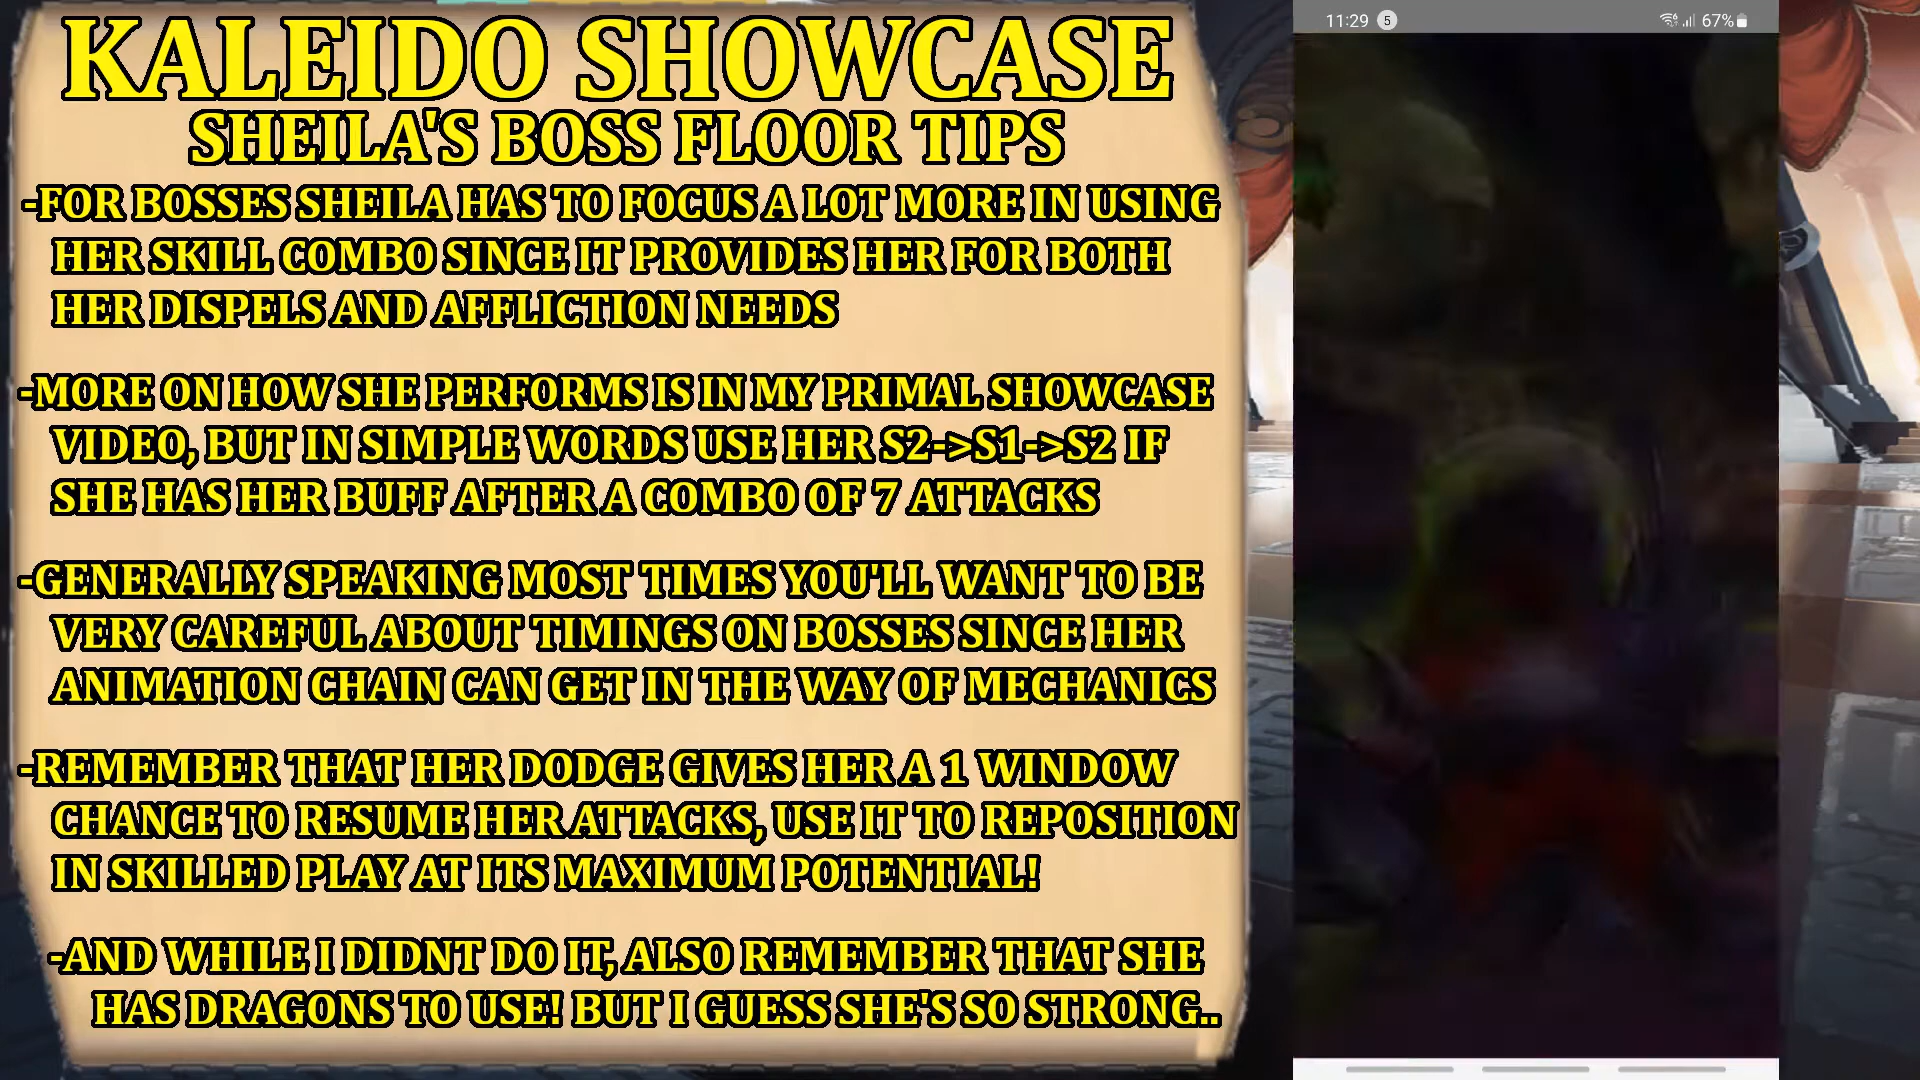 KALEIDO SHOWCASE
SHEILA'S BOSS FLOOR TIPS
-FOR BOSSES SHEILA HAS TO FOCUS A LOT MORE IN USING
HER SKILL COMBO SINCE IT PROVIDES HER FOR BOTH
HER DISPELS AND AFFLICTION NEEDS
-MORE ON HOW SHE PERFORMS IS IN MY PRIMAL SHOWCASE
VIDEO, BUT IN SIMPLE WORDS USE HER S2->S1->S2 IF
SHE HAS HER BUFF AFTER A COMBO OF 7 ATTACKS
-GENERALLY SPEAKING MOST TIMES YOU'LL WANT TO BE
VERY CAREFUL ABOUT TIMINGS ON BOSSES SINCE HER
ANIMATION CHAIN CAN GET IN THE WAY OF MECHANICS
-REMEMBER THAT HER DODGE GIVES HER A 1 WINDOW
CHANCE TO RESUME HER ATTACKS, USE IT TO REPOSITION
IN SKILLED PLAY AT ITS MAXIMUM POTENTIAL!
-AND WHILE I DIDNT DO IT, ALSO REMEMBER THAT SHE
HAS DRAGONS TO USE! BUT I GUESS SHE'S SO STRONG..
11:29 5 67%